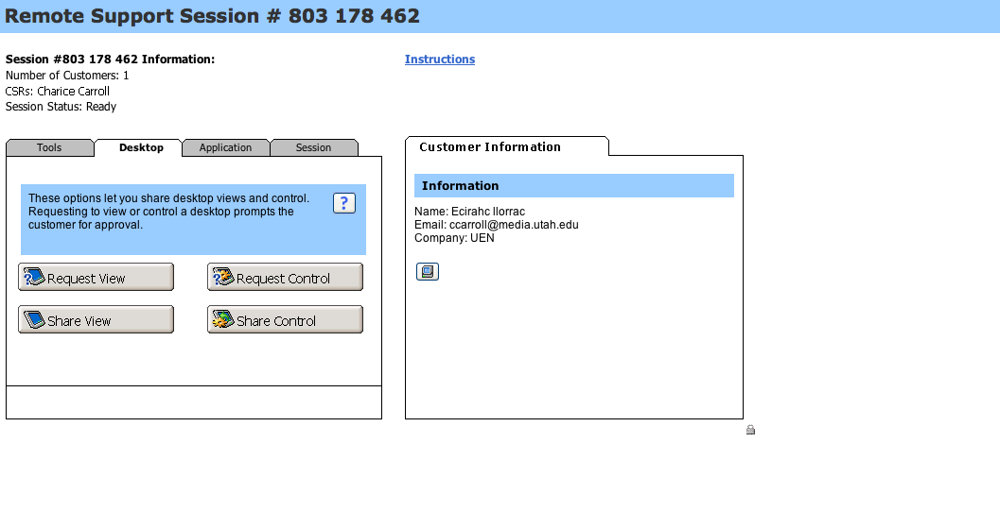 Remote Support Session # 803 178 462
Session #803 178 462 Information:
Number of Customers: 1
CSRs: Charice Carroll
Session Status: Ready
Instructions
Tools Desktop Application Session
These options let you share desktop views and control.
Requesting to view or control a desktop prompts the
customer for approval.
?
Request View Request Control
Share View Share Control
Customer Information
Information
Name: Ecirahc llorrac
Email: ccarroll@media.utah.edu
Company: UEN